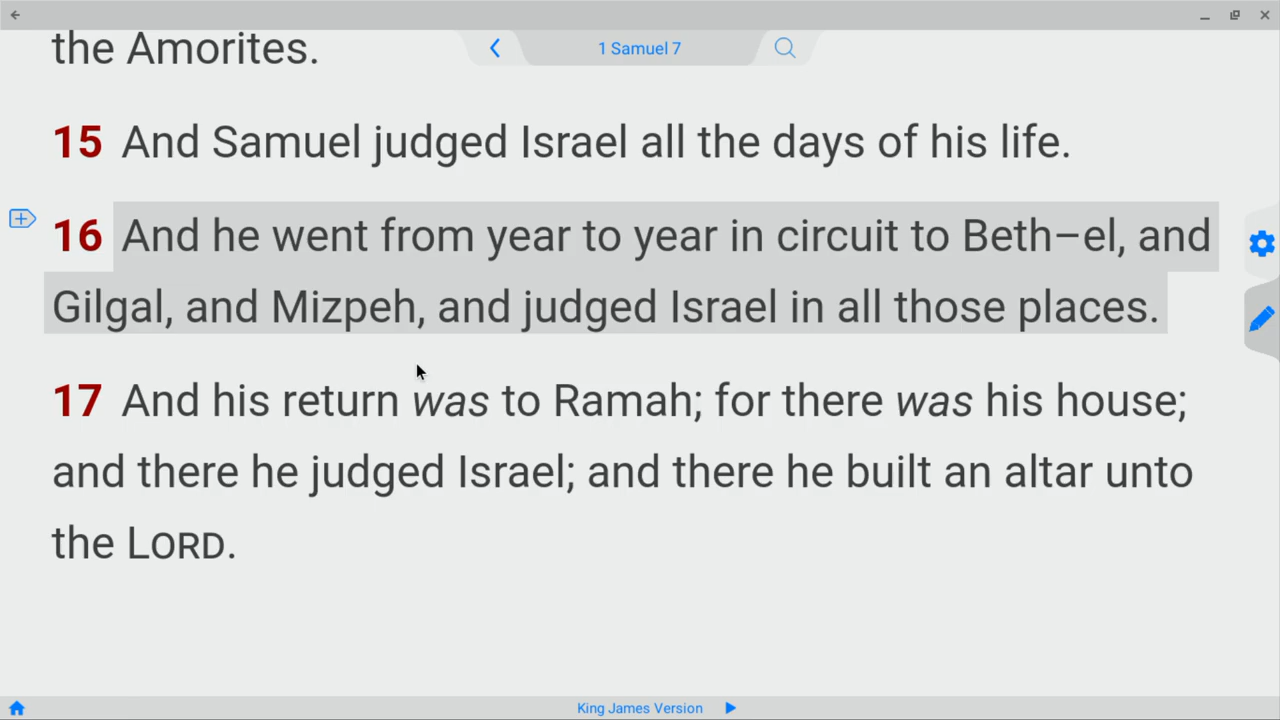 1 Samuel 7
the Amorites.
15 And Samuel judged Israel all the days of his life.
16 And he went from year to year in circuit to Beth–el, and
Gilgal, and Mizpeh, and judged Israel in all those places.
17 And his return was to Ramah; for there was his house;
and there he judged Israel; and there he built an altar unto
the LORD.
King James Version